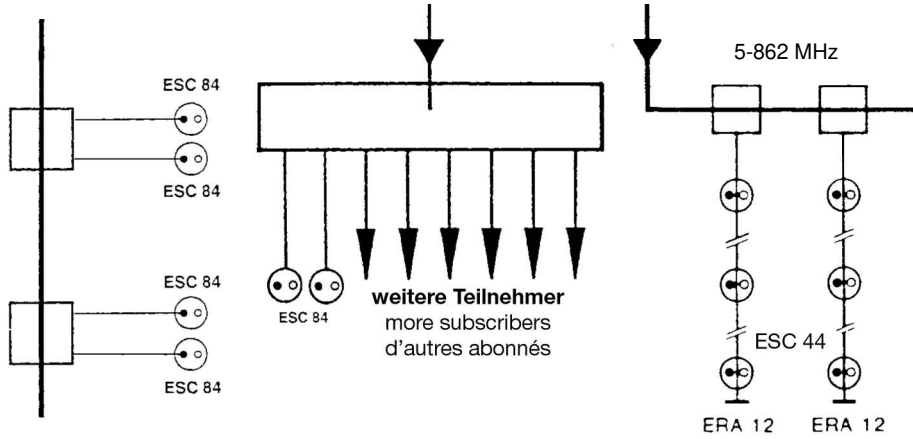 ESC 84
ESC 84
ESC 84
ESC 84
ESC 84
weitere Teilnehmer
more subscribers
d'autres abonnés
5-862 MHz
ESC 44
ERA 12 ERA 12